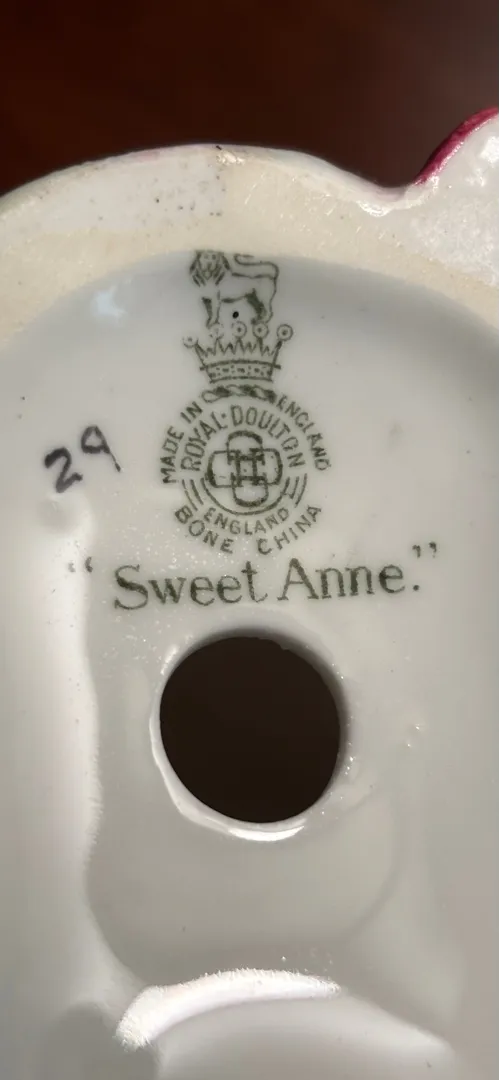 MADE IN ENGLAND
ROYAL·DOULTON
ENGLAND
BONE CHINA
29
“Sweet Anne.”